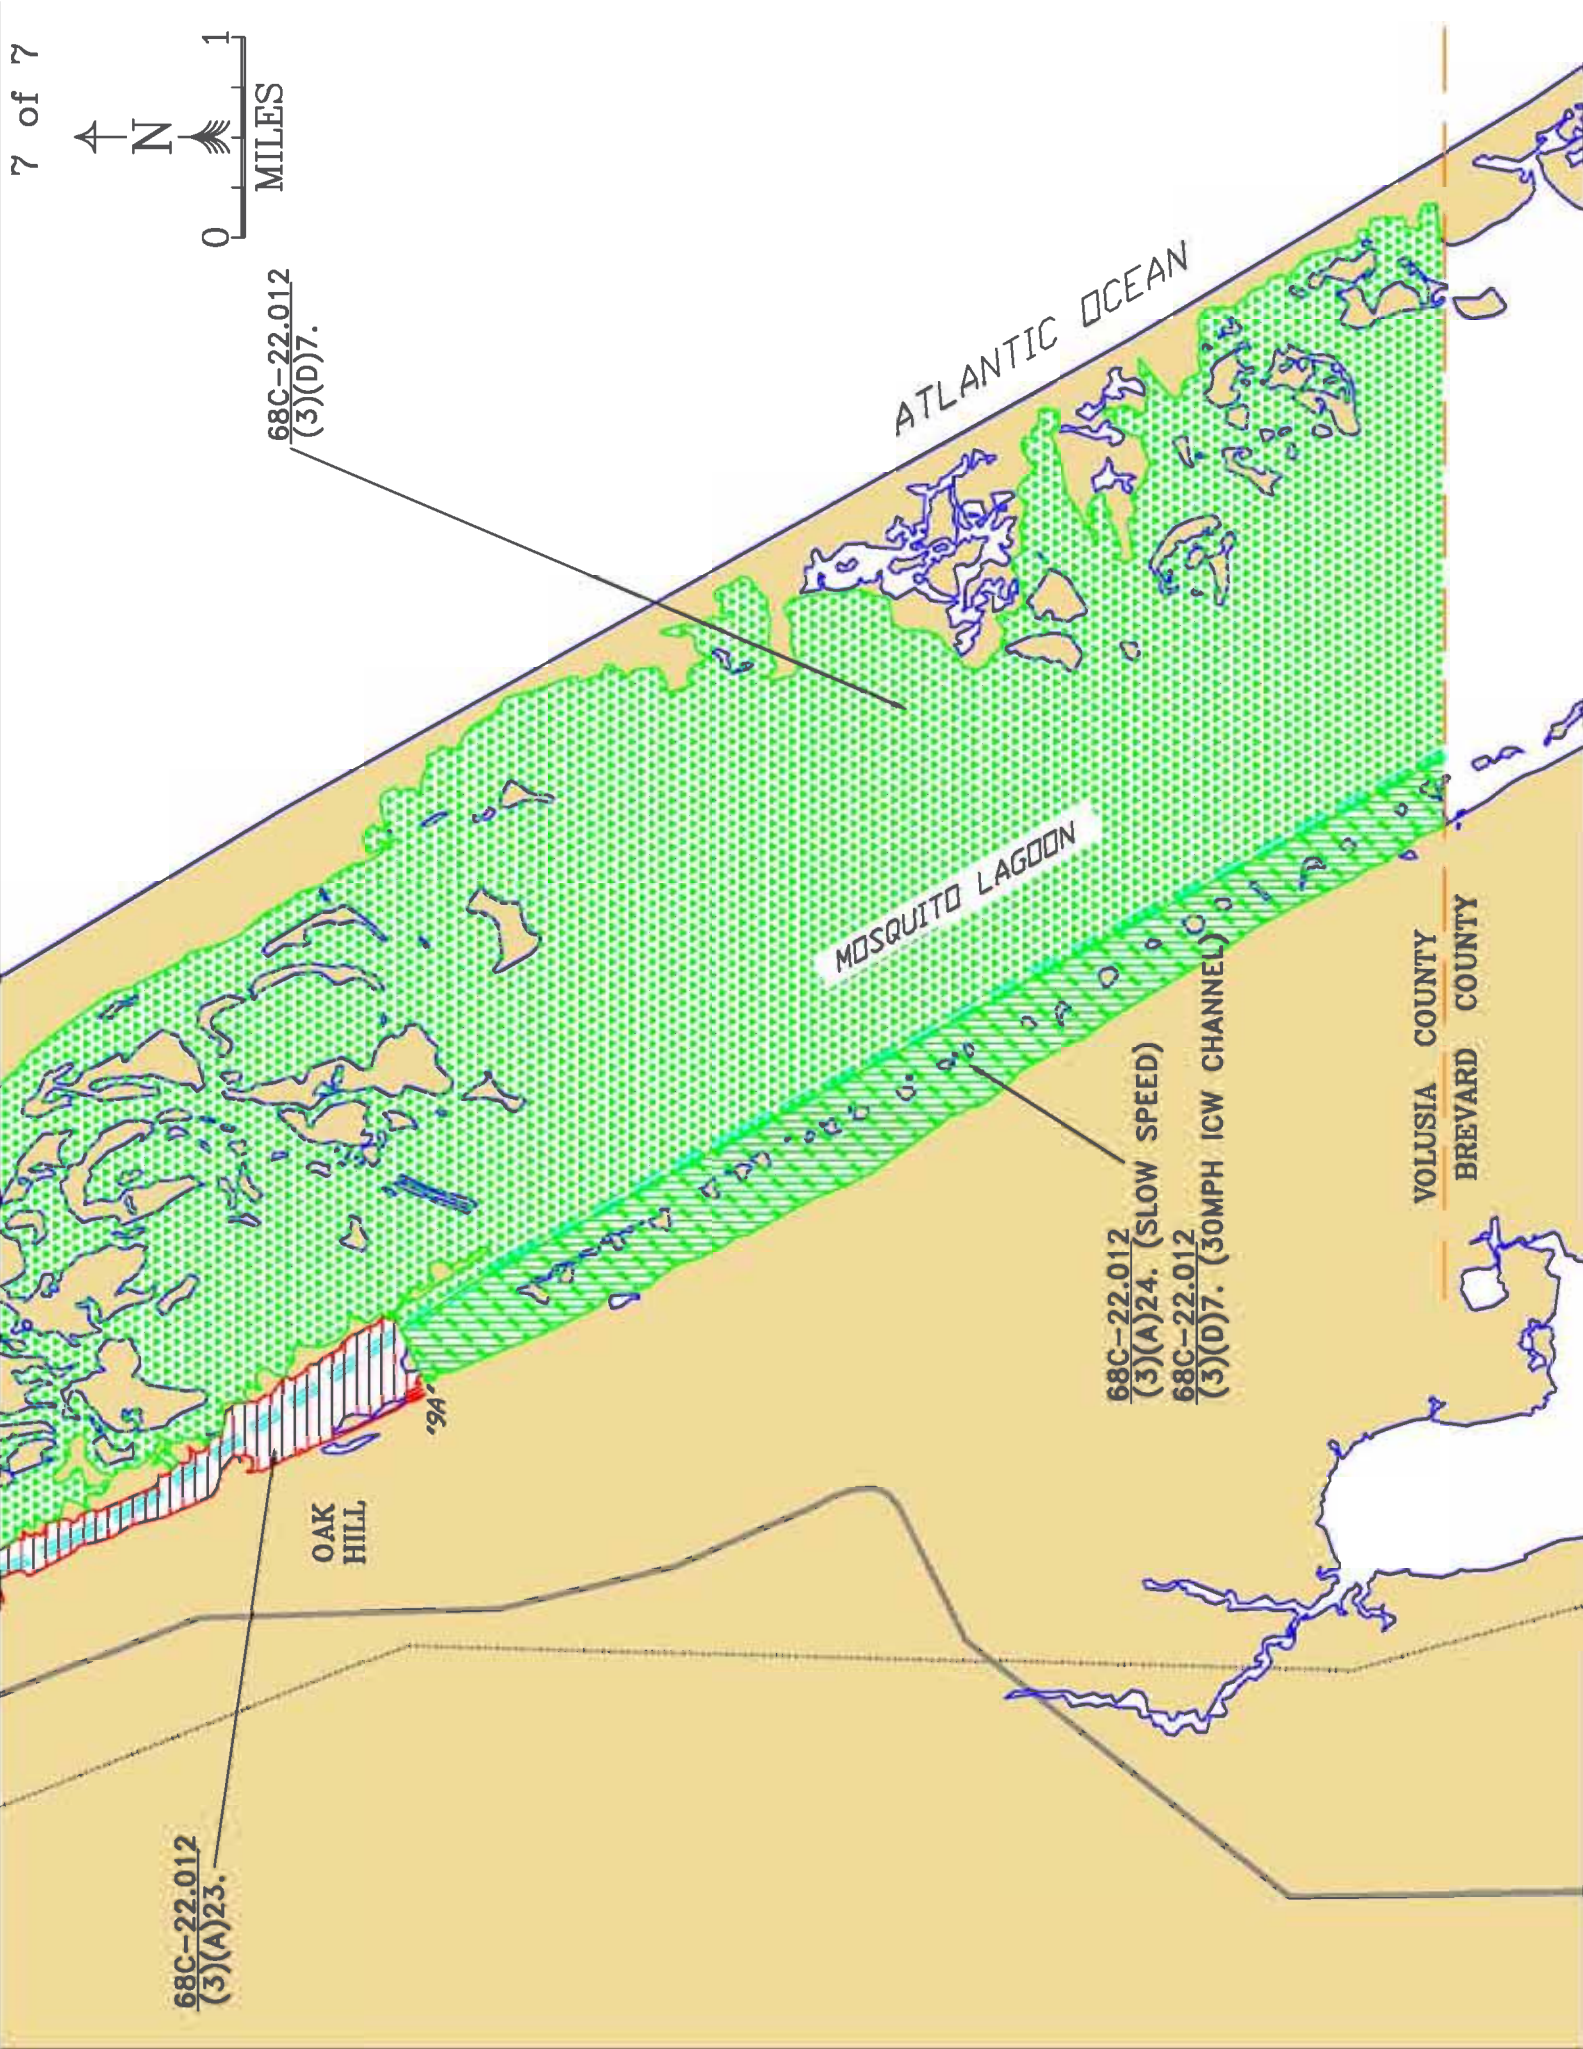 7 of 7
N
0 1
MILES
68C-22.012
(3)(D)7.
ATLANTIC OCEAN
MOSQUITO LAGOON
68C-22.012
(3)(A)23.
OAK
HILL
"9A"
68C-22.012
(3)(A)24. (SLOW SPEED)
68C-22.012
(3)(D)7. (30MPH ICW CHANNEL)
VOLUSIA COUNTY
BREVARD COUNTY